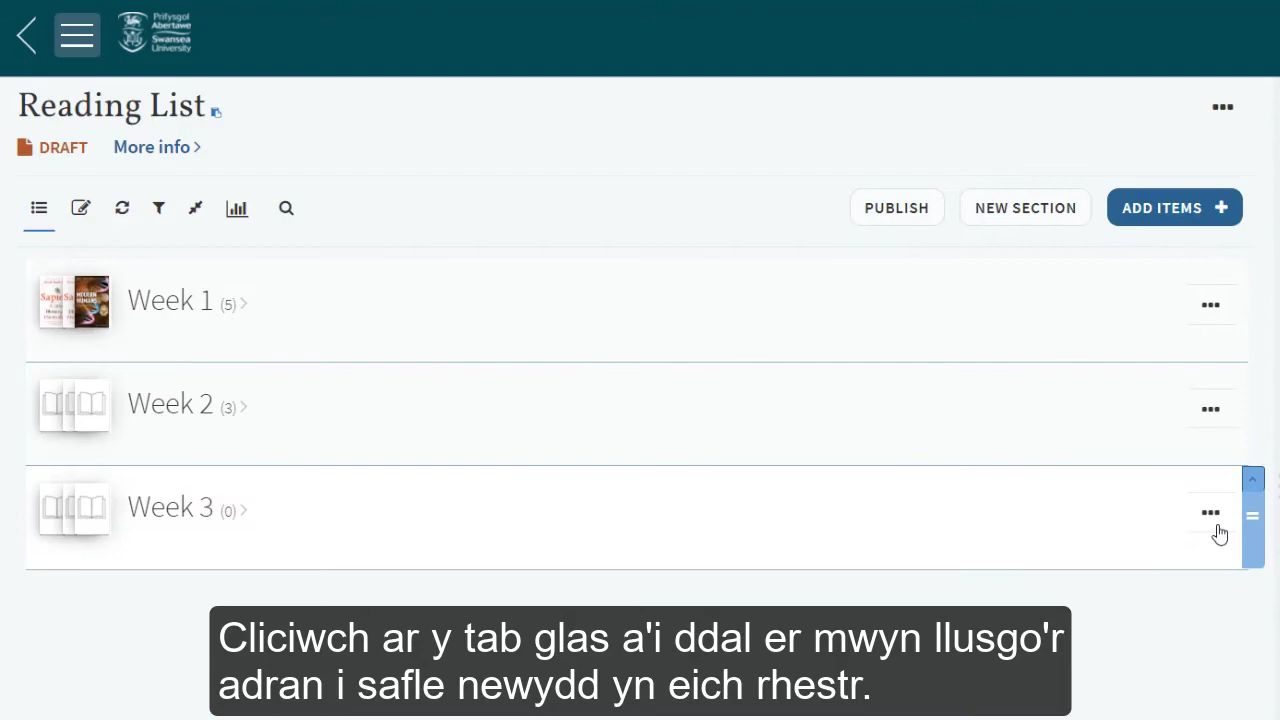 Prifysgol
Abertawe
Swansea
University
Reading List
DRAFT
More info
PUBLISH
NEW SECTION
ADD ITEMS
Week 1 (5)
Week 2 (3)
Week 3 (0)
Cliciwch ar y tab glas a'i ddal er mwyn llusgo'r
adran i safle newydd yn eich rhestr.